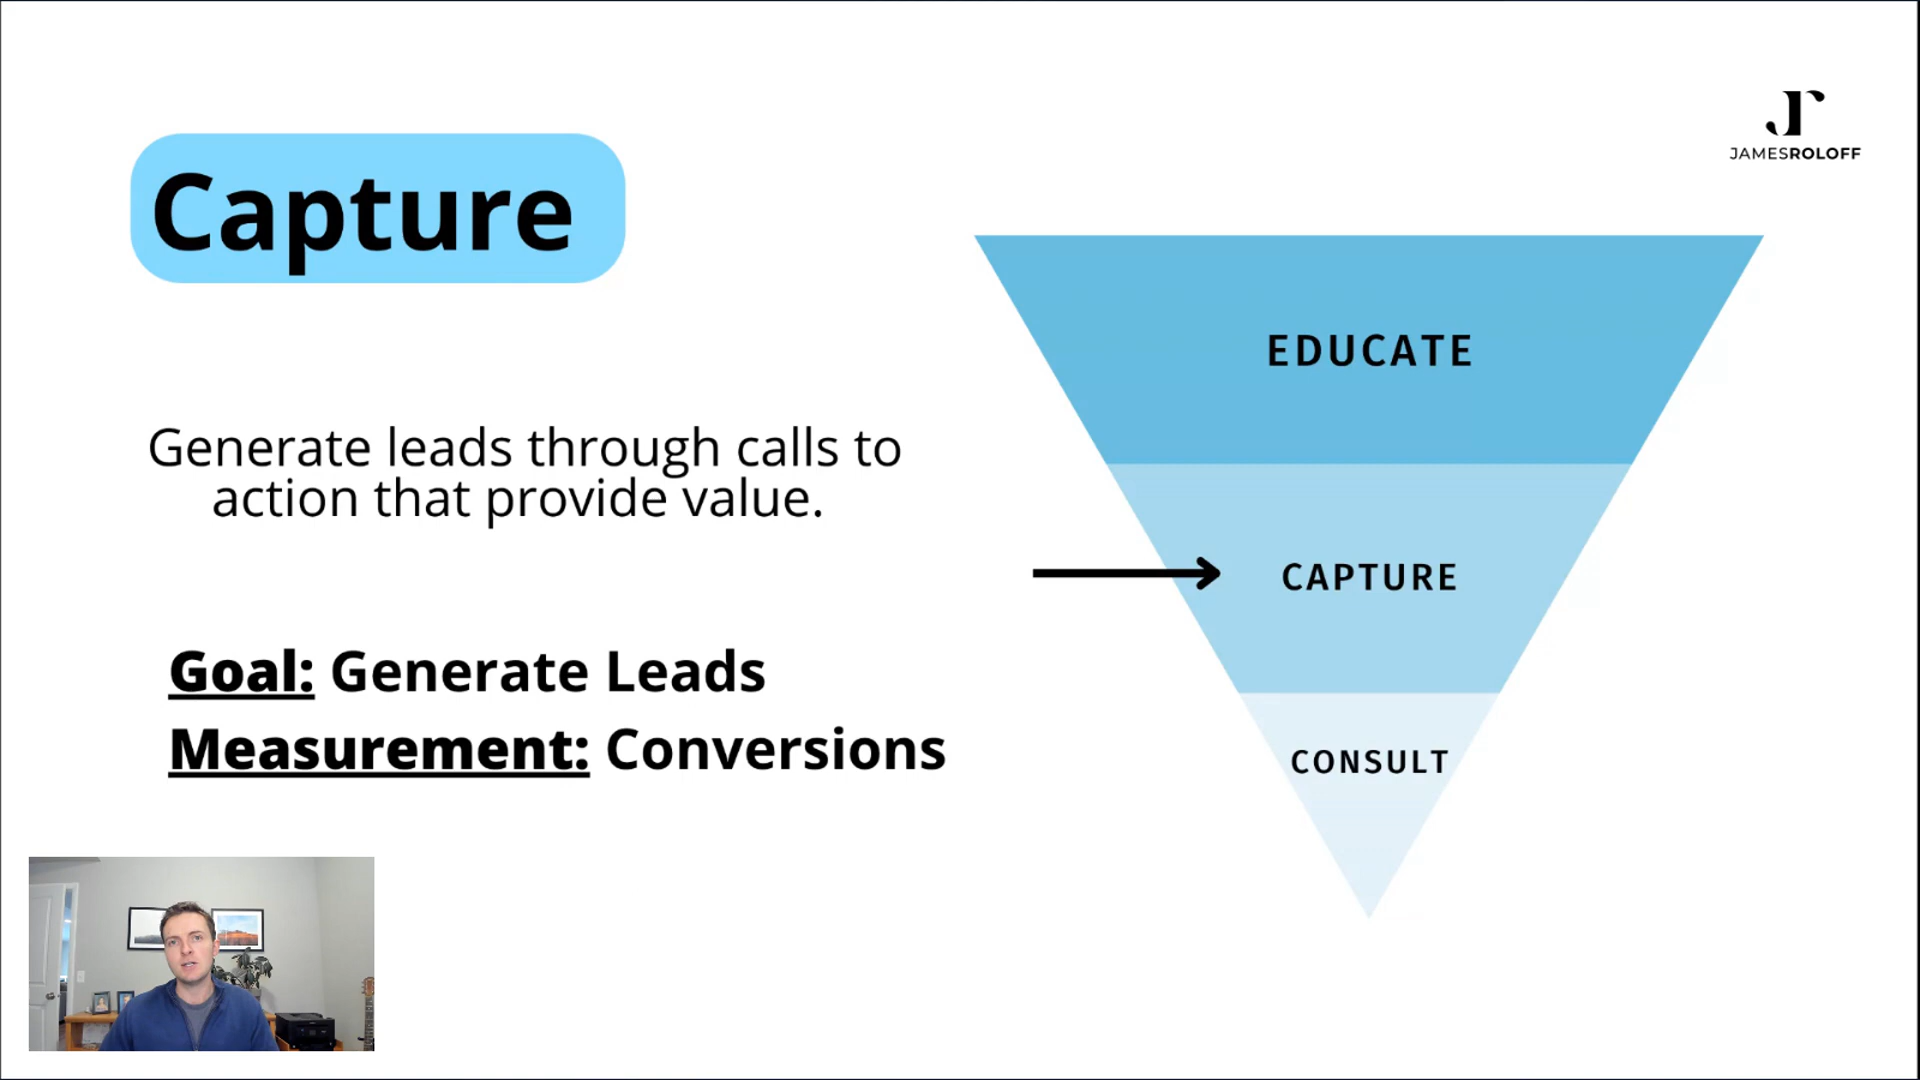 Capture
Generate leads through calls to
action that provide value.
Goal: Generate Leads
Measurement: Conversions
Jr
JAMESROLOFF
EDUCATE
CAPTURE
CONSULT